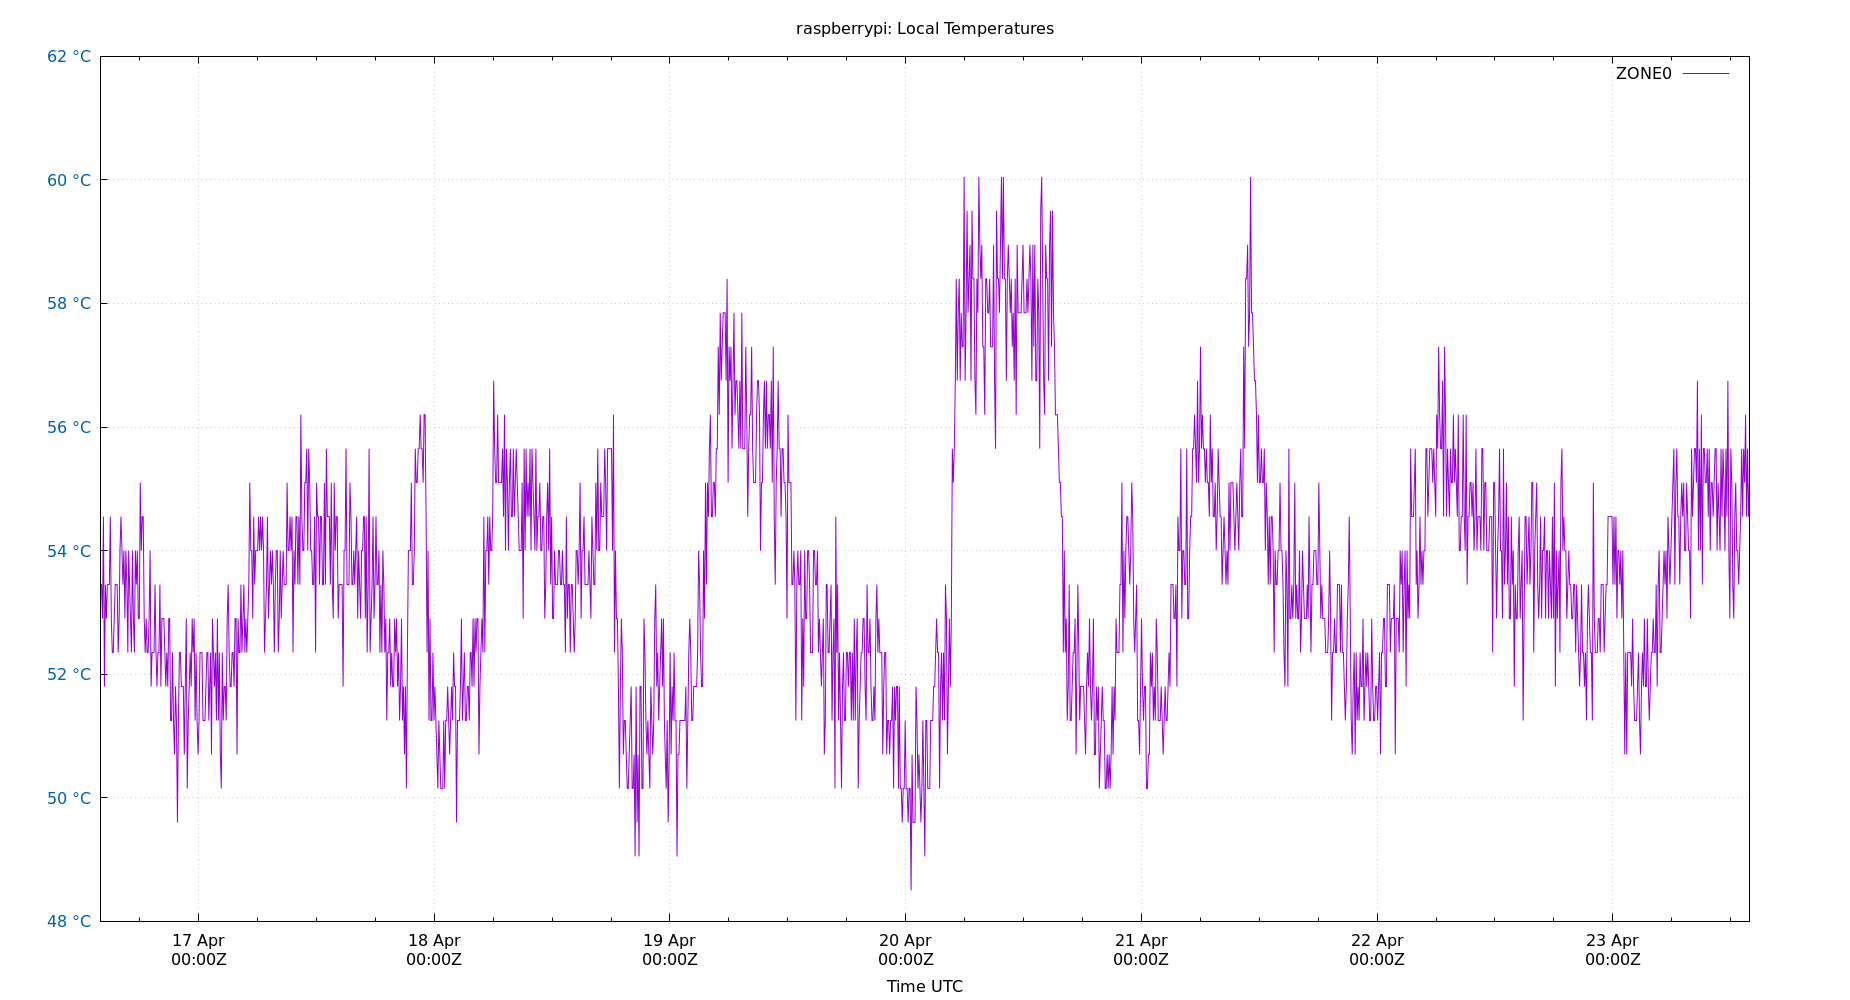 raspberrypi: Local Temperatures
62 °C
ZONE0
60 °C
58 °C
56 °C
54 °C
52 °C
50 °C
48 °C
17 Apr 18 Apr 19 Apr 20 Apr 21 Apr 22 Apr 23 Apr
00:00Z 00:00Z 00:00Z 00:00Z 00:00Z 00:00Z 00:00Z
Time UTC